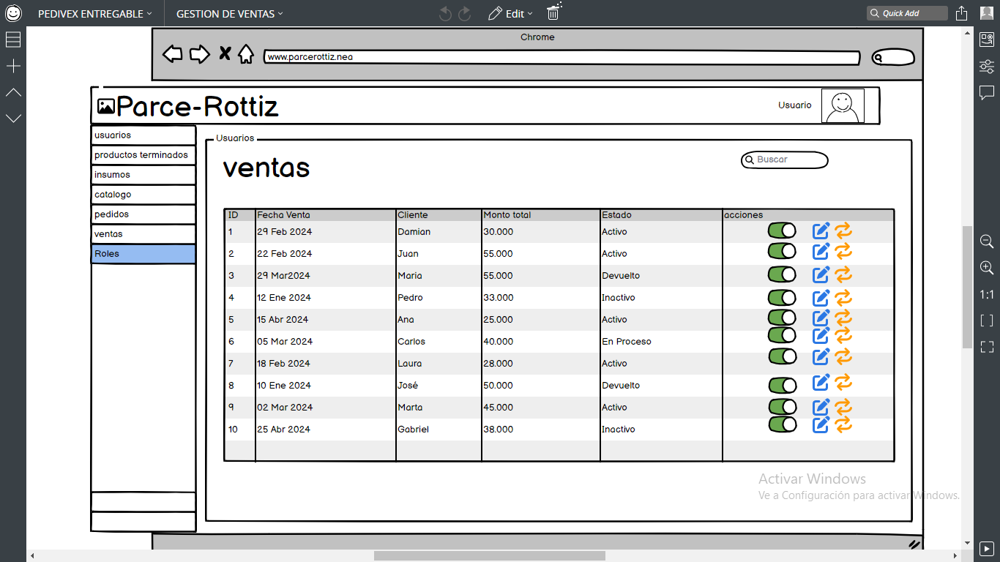 PEDIVEX ENTREGABLE GESTION DE VENTAS Edit Quick Add
Chrome
www.parcerottiz.nea
Parce-Rottiz Usuario
usuarios
productos terminados
insumos
catalogo
pedidos
ventas
Roles
Usuarios
ventas Buscar
ID Fecha Venta Cliente Monto total Estado acciones
1 29 Feb 2024 Damian 30.000 Activo
2 22 Feb 2024 Juan 55.000 Activo
3 29 Mar2024 Maria 55.000 Devuelto
4 12 Ene 2024 Pedro 33.000 Inactivo
5 15 Abr 2024 Ana 25.000 Activo
6 05 Mar 2024 Carlos 40.000 En Proceso
7 18 Feb 2024 Laura 28.000 Activo
8 10 Ene 2024 José 50.000 Devuelto
9 02 Mar 2024 Marta 45.000 Activo
10 25 Abr 2024 Gabriel 38.000 Inactivo
Activar Windows
Ve a Configuración para activar Windows.
1:1